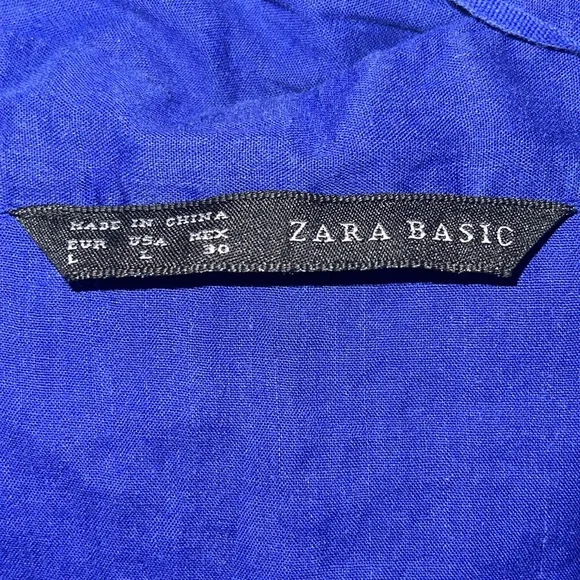 MADE IN CHINA
EUR USA MEX
L L 30
ZARA BASIC